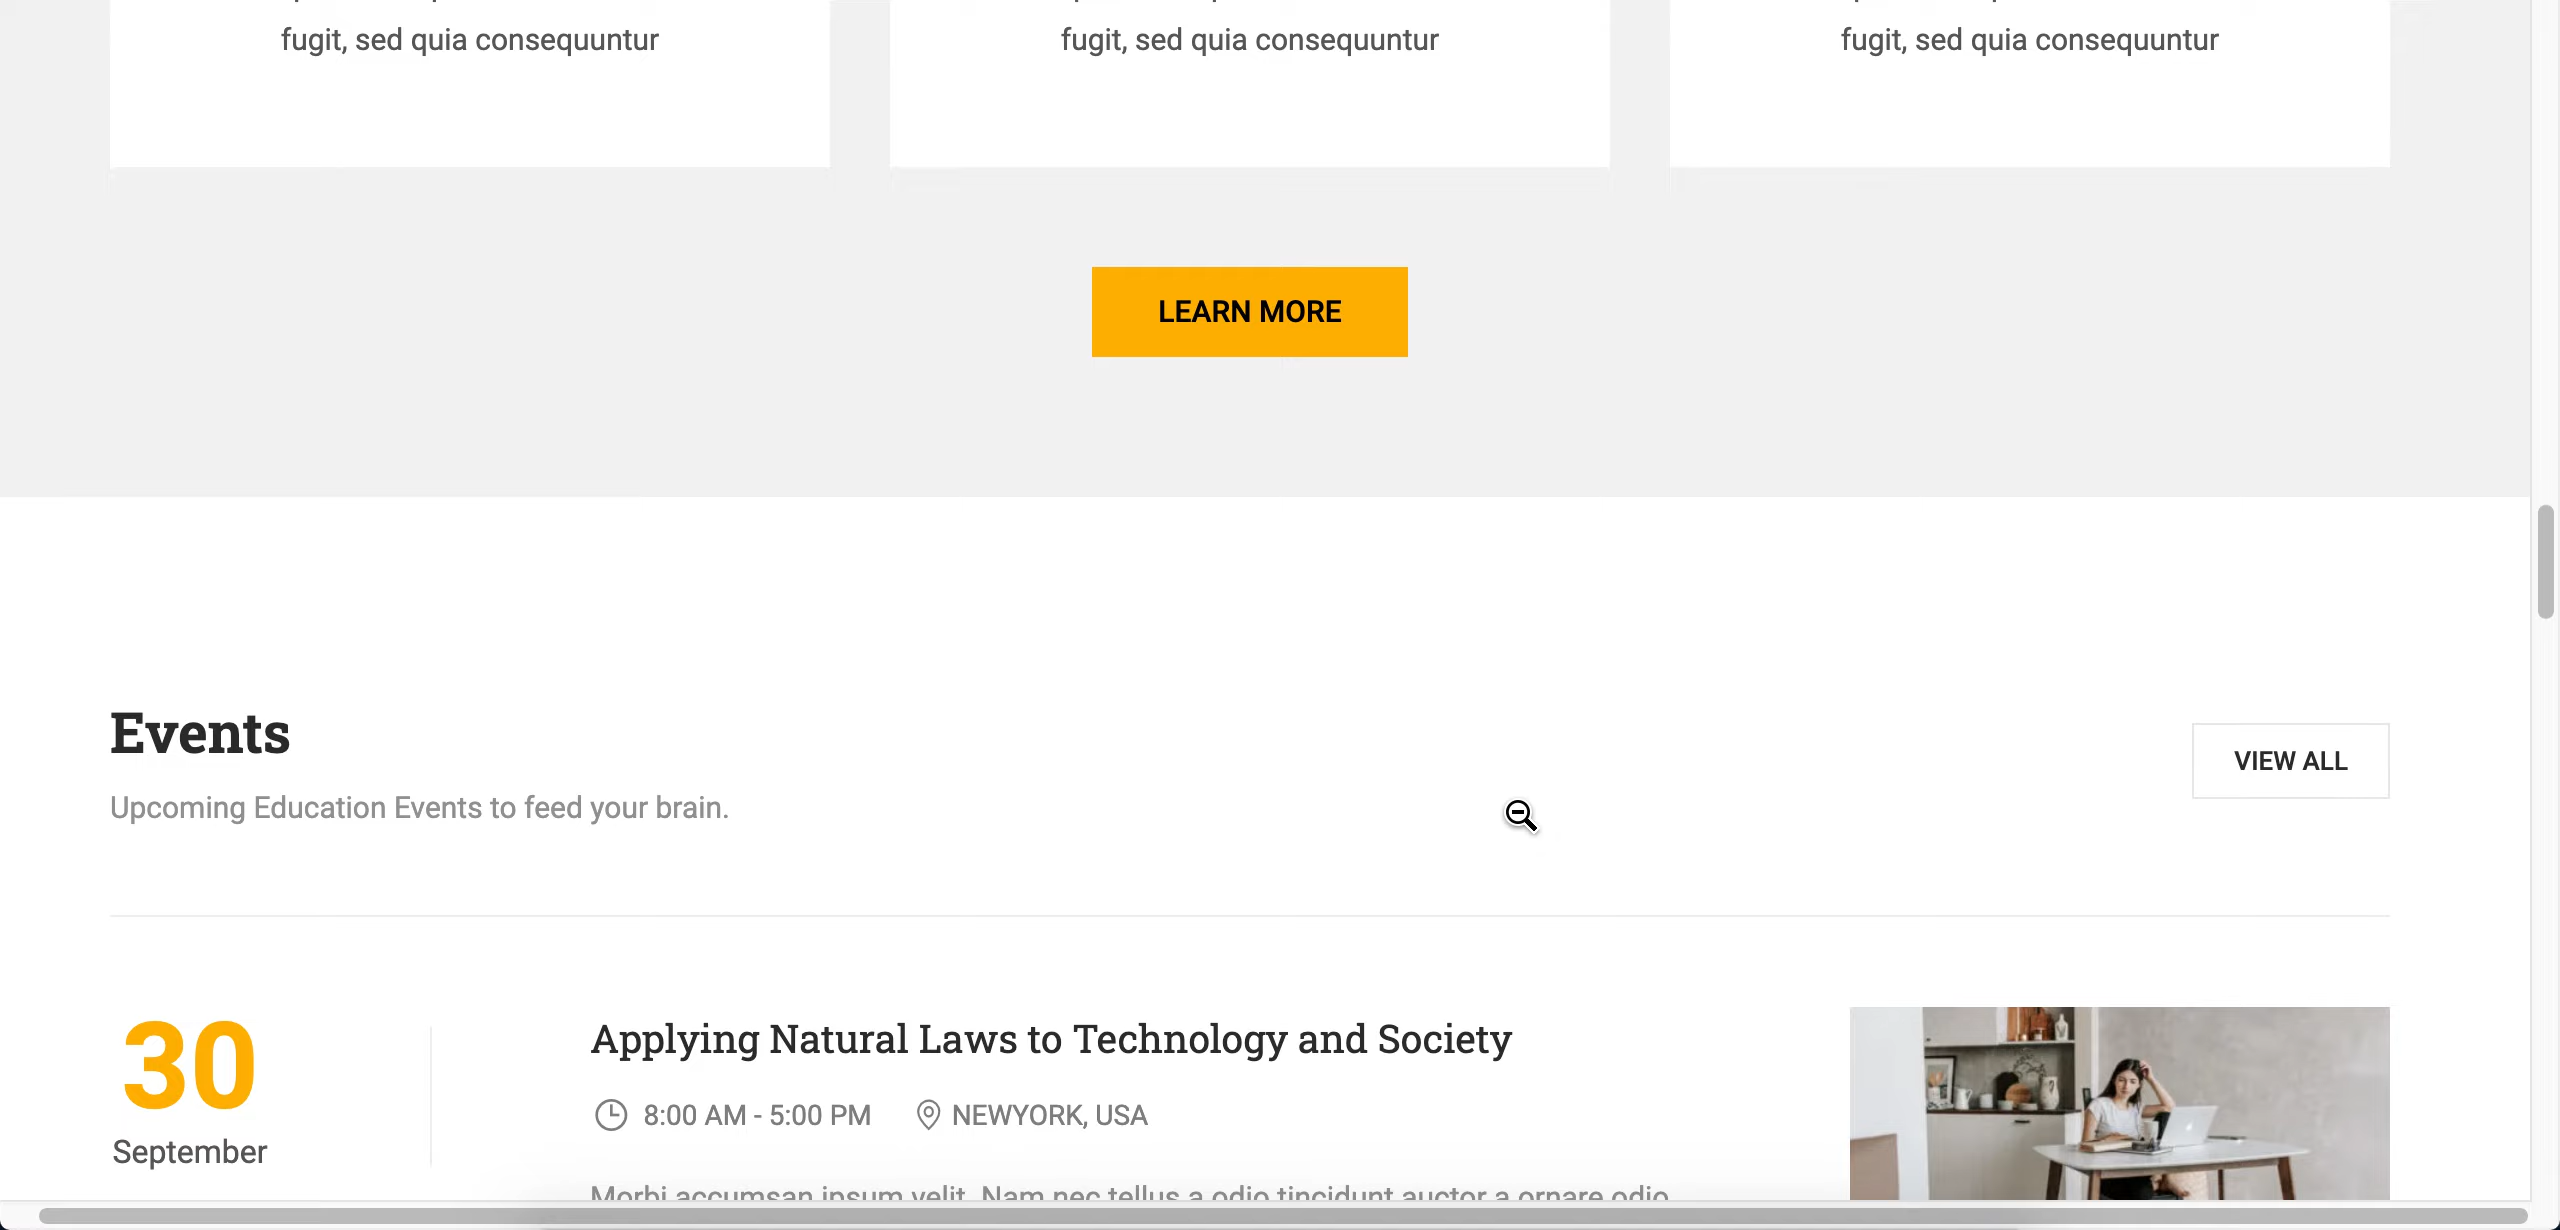 fugit, sed quia consequuntur
fugit, sed quia consequuntur
fugit, sed quia consequuntur
LEARN MORE
Events
VIEW ALL
Upcoming Education Events to feed your brain.
30
September
Applying Natural Laws to Technology and Society
8:00 AM - 5:00 PM
NEWYORK, USA
Morbi accumsan ipsum velit. Nam nec tellus a odio tincidunt auctor a ornare odio.